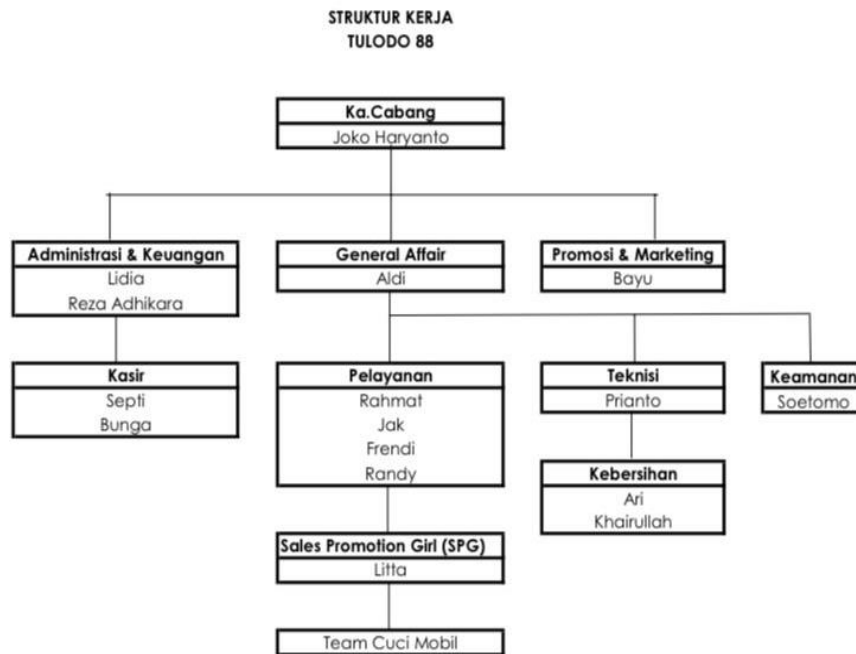 STRUKTUR KERJA
TULODO 88
Ka.Cabang
Joko Haryanto
Administrasi & Keuangan
Lidia
Reza Adhikara
General Affair
Aldi
Promosi & Marketing
Bayu
Kasir
Septi
Bunga
Pelayanan
Rahmat
Jak
Frendi
Randy
Teknisi
Prianto
Keamanan
Soetomo
Kebersihan
Ari
Khairullah
Sales Promotion Girl (SPG)
Litta
Team Cuci Mobil